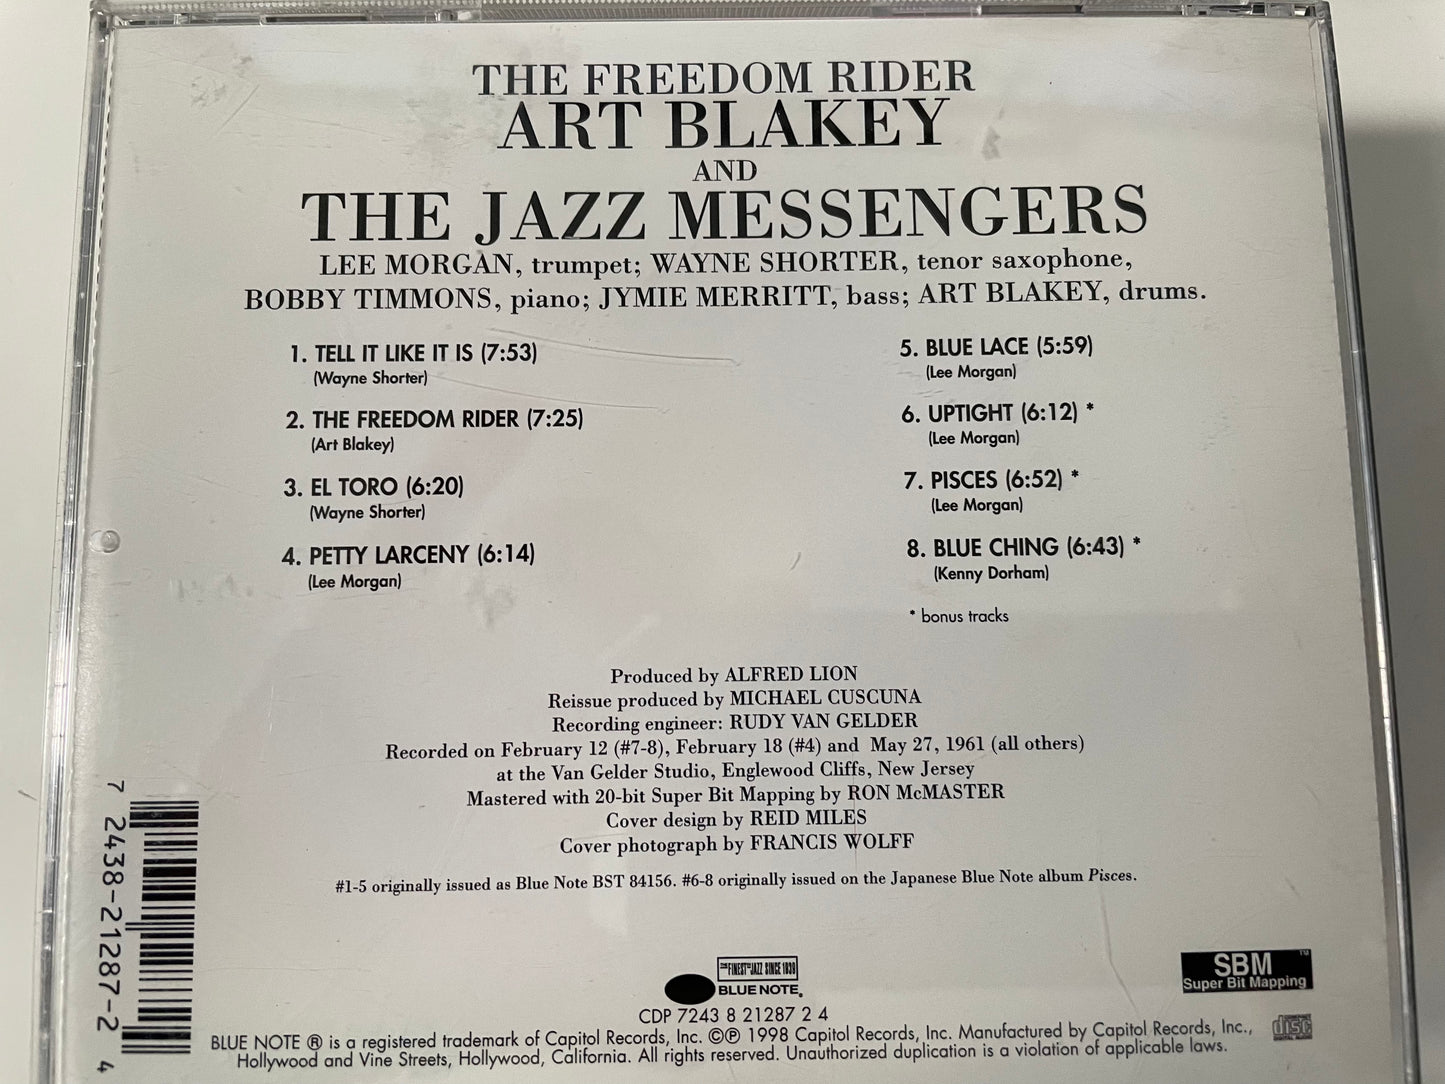 THE FREEDOM RIDER
ART BLAKEY
AND
THE JAZZ MESSENGERS
LEE MORGAN, trumpet; WAYNE SHORTER, tenor saxophone,
BOBBY TIMMONS, piano; JYMIE MERRITT, bass; ART BLAKEY, drums.
1. TELL IT LIKE IT IS (7:53)
(Wayne Shorter)
2. THE FREEDOM RIDER (7:25)
(Art Blakey)
3. EL TORO (6:20)
(Wayne Shorter)
4. PETTY LARCENY (6:14)
(Lee Morgan)
5. BLUE LACE (5:59)
(Lee Morgan)
6. UPTIGHT (6:12) *
(Lee Morgan)
7. PISCES (6:52) *
(Lee Morgan)
8. BLUE CHING (6:43) *
(Kenny Dorham)
* bonus tracks
Produced by ALFRED LION
Reissue produced by MICHAEL CUSCUNA
Recording engineer: RUDY VAN GELDER
Recorded on February 12 (#7-8), February 18 (#4) and May 27, 1961 (all others)
at the Van Gelder Studio, Englewood Cliffs, New Jersey
Mastered with 20-bit Super Bit Mapping by RON McMASTER
Cover design by REID MILES
Cover photograph by FRANCIS WOLFF
#1-5 originally issued as Blue Note BST 84156. #6-8 originally issued on the Japanese Blue Note album Pisces.
7 2438-21287-2 4
THE FINEST IN JAZZ SINCE 1939
BLUE NOTE®
SBM™
Super Bit Mapping
CDP 7243 8 21287 2 4
BLUE NOTE ® is a registered trademark of Capitol Records, Inc. ©℗ 1998 Capitol Records, Inc. Manufactured by Capitol Records, Inc.,
Hollywood and Vine Streets, Hollywood, California. All rights reserved. Unauthorized duplication is a violation of applicable laws.
disc
DIGITAL AUDIO